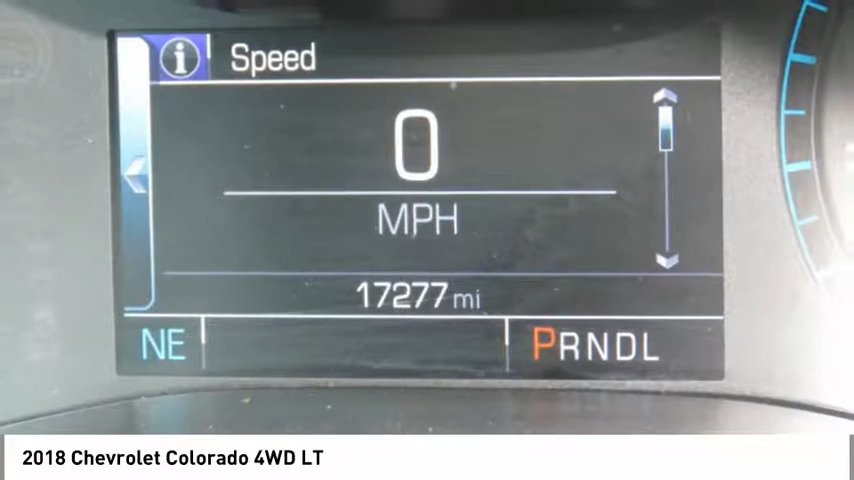 i Speed
0
MPH
17277 mi
NE PRNDL
2018 Chevrolet Colorado 4WD LT